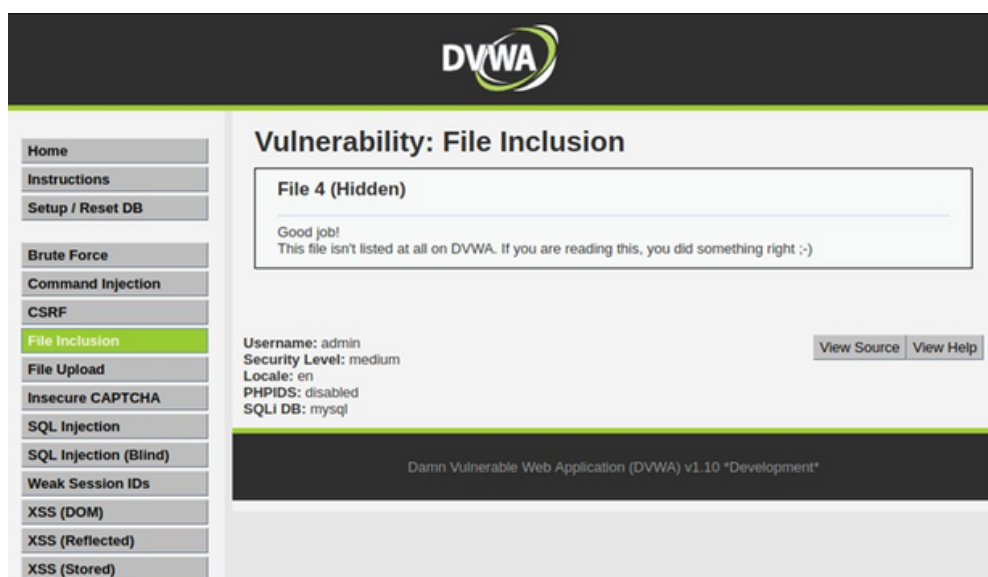 DVWA
Home
Instructions
Setup / Reset DB
Brute Force
Command Injection
CSRF
File Inclusion
File Upload
Insecure CAPTCHA
SQL Injection
SQL Injection (Blind)
Weak Session IDs
XSS (DOM)
XSS (Reflected)
XSS (Stored)
Vulnerability: File Inclusion
File 4 (Hidden)
Good job!
This file isn't listed at all on DVWA. If you are reading this, you did something right ;-)
Username: admin
Security Level: medium
Locale: en
PHPIDS: disabled
SQLi DB: mysql
View Source View Help
Damn Vulnerable Web Application (DVWA) v1.10 *Development*